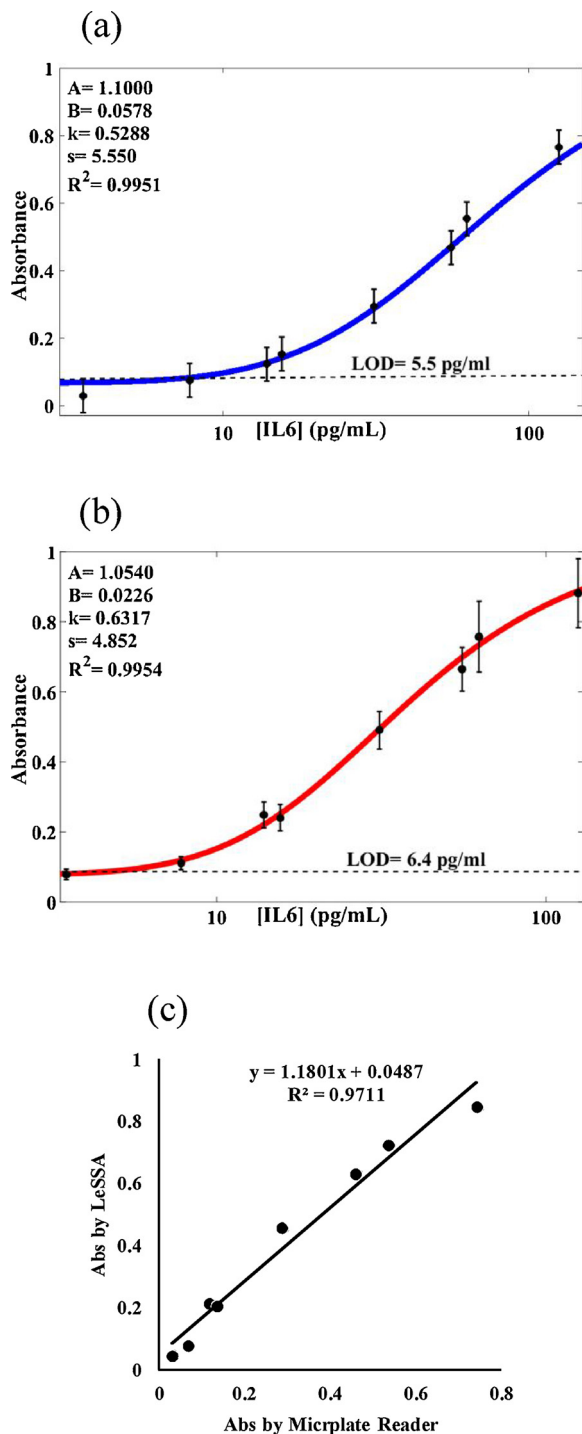 (a)
1
A= 1.1000
B= 0.0578
k= 0.5288
s= 5.550
R²= 0.9951
0.8
0.6
0.4
0.2
0
Absorbance
LOD= 5.5 pg/ml
10
[IL6] (pg/mL)
100
(b)
1
A= 1.0540
B= 0.0226
k= 0.6317
s= 4.852
R²= 0.9954
0.8
0.6
0.4
0.2
0
Absorbance
LOD= 6.4 pg/ml
10
[IL6] (pg/mL)
100
(c)
1
y = 1.1801x + 0.0487
R² = 0.9711
0.8
0.6
0.4
0.2
0
Abs by LeSSA
0 0.2 0.4 0.6 0.8
Abs by Micrplate Reader